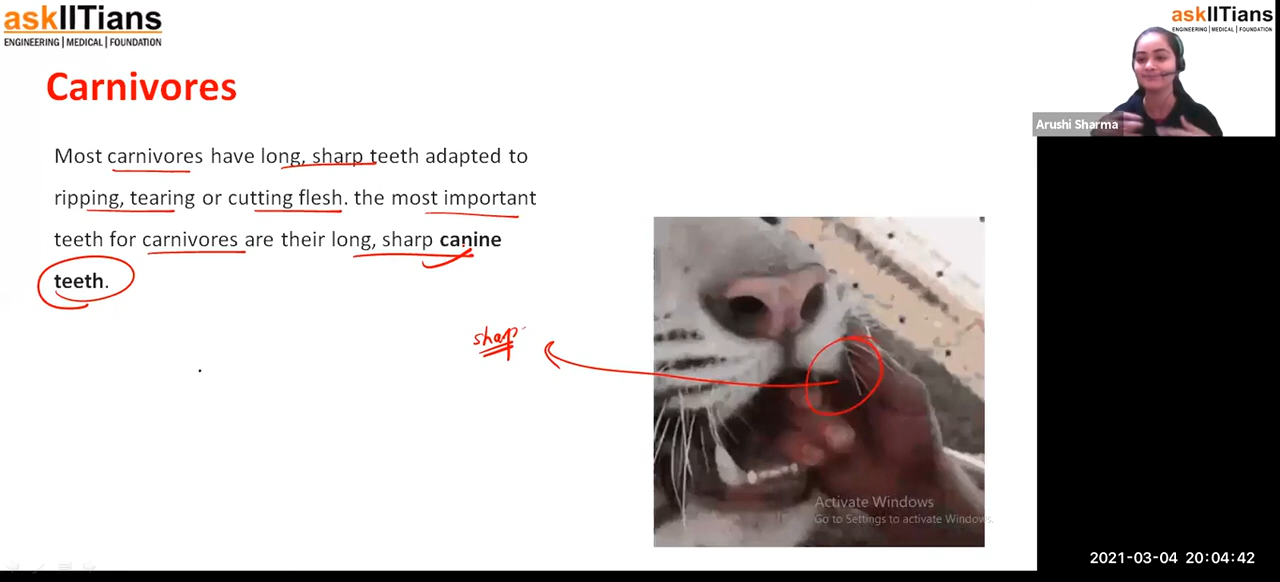 askIITians
ENGINEERING | MEDICAL | FOUNDATION
askIITians
ENGINEERING | MEDICAL | FOUNDATION
Arushi Sharma
Carnivores
Most carnivores have long, sharp teeth adapted to
ripping, tearing or cutting flesh. the most important
teeth for carnivores are their long, sharp canine
teeth.
sharp
Activate Windows
Go to Settings to activate Windows.
2021-03-04 20:04:42